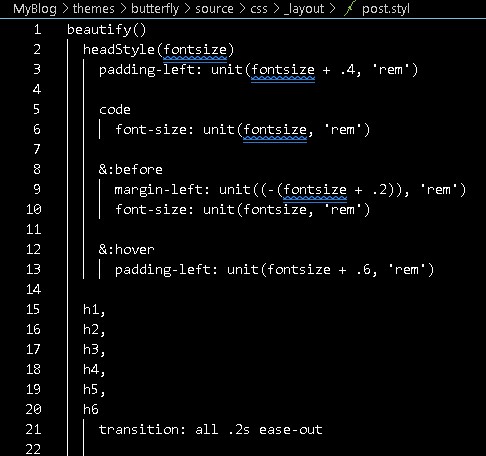 MyBlog > themes > butterfly > source > css > _layout > post.styl
1 beautify()
2 headStyle(fontsize)
3 padding-left: unit(fontsize + .4, 'rem')
4
5 code
6 font-size: unit(fontsize, 'rem')
7
8 &:before
9 margin-left: unit((-(fontsize + .2)), 'rem')
10 font-size: unit(fontsize, 'rem')
11
12 &:hover
13 padding-left: unit(fontsize + .6, 'rem')
14
15 h1,
16 h2,
17 h3,
18 h4,
19 h5,
20 h6
21 transition: all .2s ease-out
22